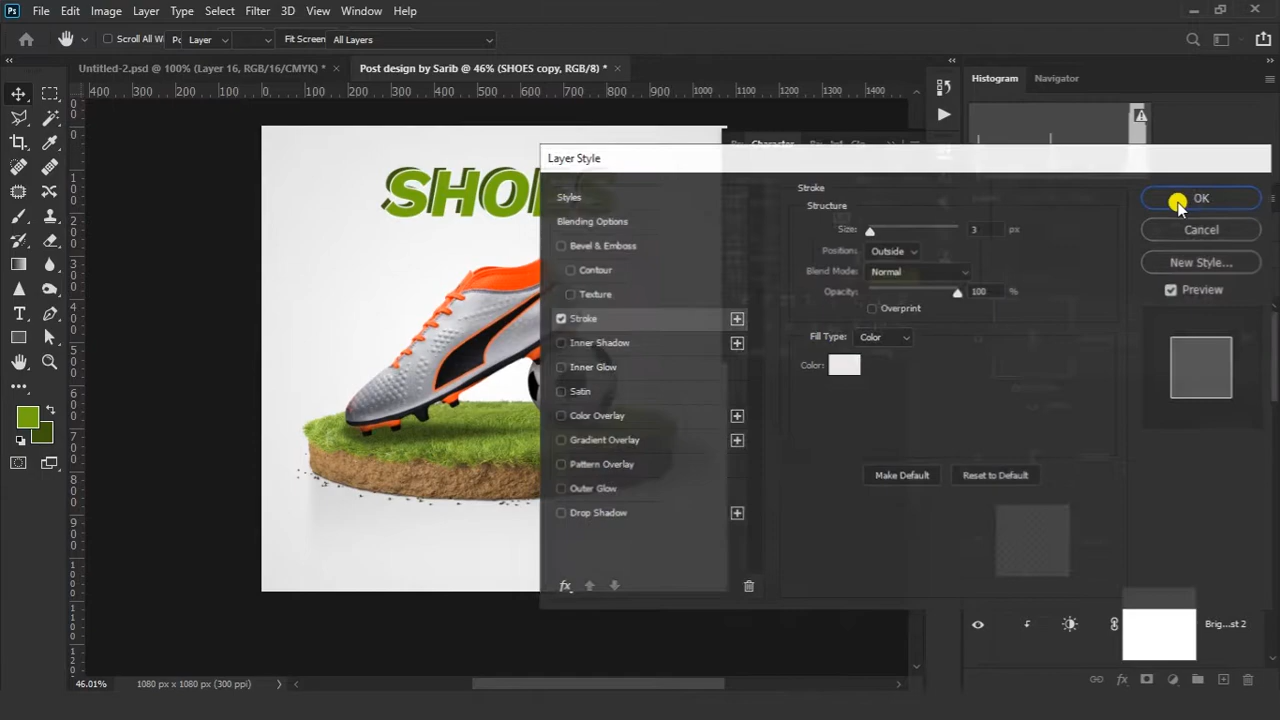 Ps File Edit Image Layer Type Select Filter 3D View Window Help
Scroll All W Layer Fit Screen All Layers
Untitled-2.psd @ 100% (Layer 16, RGB/16/CMYK) * × Post design by Sarib @ 46% (SHOES copy, RGB/8) * × Histogram Navigator
400 300 200 100 0 100 200 300 400 500 600 700 800 900 1000 1100 1200 1300 1400
Character
Layer Style
SHOES
Styles
Blending Options
Bevel & Emboss
Contour
Texture
Stroke
Inner Shadow
Inner Glow
Satin
Color Overlay
Gradient Overlay
Pattern Overlay
Outer Glow
Drop Shadow
fx
Stroke
Structure
Size: 3 px
Position: Outside
Blend Mode: Normal
Opacity: 100 %
Overprint
Fill Type: Color
Color:
Make Default Reset to Default
OK
Cancel
New Style...
Preview
Brig...st 2
46.01% 1080 px x 1080 px (300 ppi)
fx